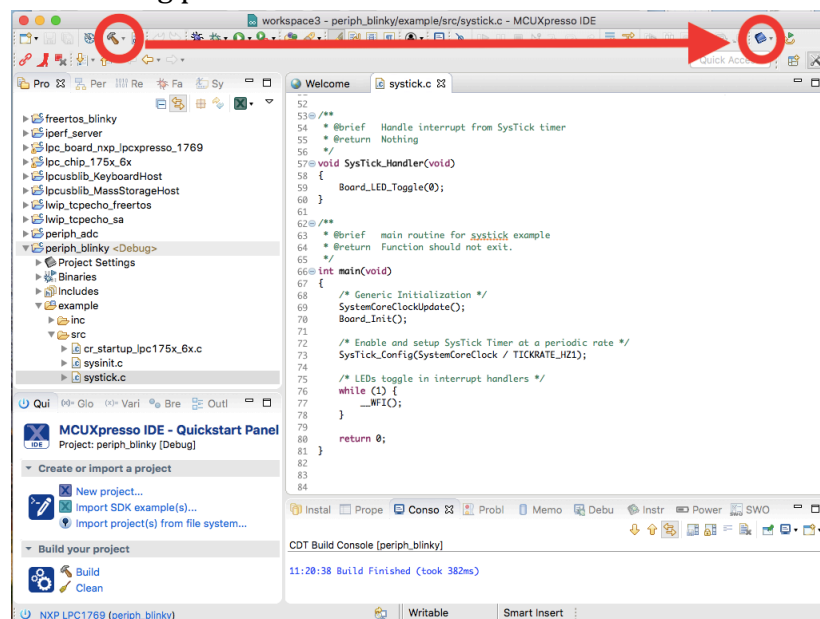 workspace3 - periph_blinky/example/src/systick.c - MCUXpresso IDE
Quick Access
Pro Per Re Fa Sy
freertos_blinky
iperf_server
lpc_board_nxp_lpcxpresso_1769
lpc_chip_175x_6x
lpcusblib_KeyboardHost
lpcusblib_MassStorageHost
lwip_tcpecho_freertos
lwip_tcpecho_sa
periph_adc
periph_blinky <Debug>
Project Settings
Binaries
Includes
example
inc
src
cr_startup_lpc175x_6x.c
sysinit.c
systick.c
Welcome systick.c
52
53 /**
54 * @brief Handle interrupt from SysTick timer
55 * @return Nothing
56 */
57 void SysTick_Handler(void)
58 {
59 Board_LED_Toggle(0);
60 }
61
62 /**
63 * @brief main routine for systick example
64 * @return Function should not exit.
65 */
66 int main(void)
67 {
68 /* Generic Initialization */
69 SystemCoreClockUpdate();
70 Board_Init();
71
72 /* Enable and setup SysTick Timer at a periodic rate */
73 SysTick_Config(SystemCoreClock / TICKRATE_HZ1);
74
75 /* LEDs toggle in interrupt handlers */
76 while (1) {
77 __WFI();
78 }
79
80 return 0;
81 }
82
83
84
Qui Glo Vari Bre Outl
MCUXpresso IDE - Quickstart Panel
IDE
Project: periph_blinky [Debug]
Create or import a project
New project...
Import SDK example(s)...
Import project(s) from file system...
Build your project
Build
Clean
Instal Prope Conso Probl Memo Debu Instr Power SWO
CDT Build Console [periph_blinky]
11:20:38 Build Finished (took 382ms)
NXP LPC1769 (periph_blinky) Writable Smart Insert